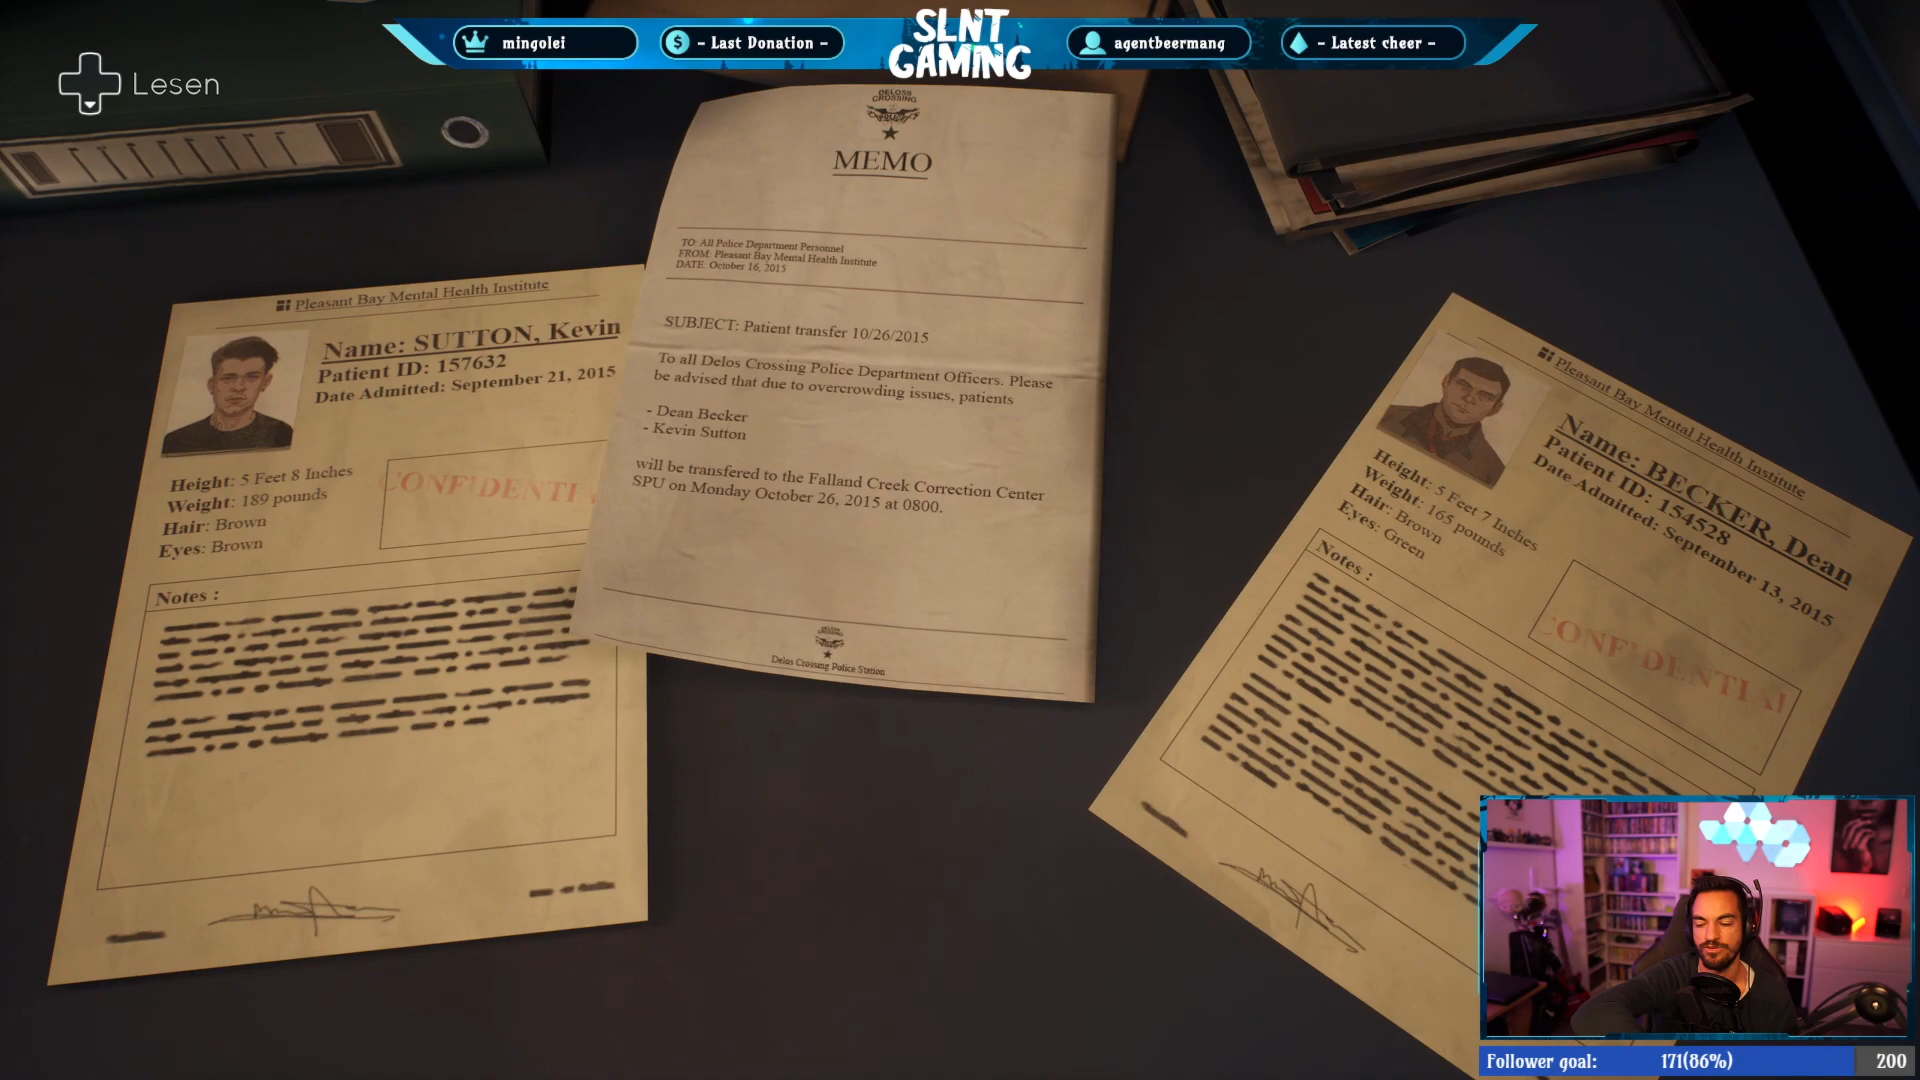 SLNT
GAMING
mingolei
- Last Donation -
agentbeermang
- Latest cheer -
Lesen
DELOSS
CROSSING
POLICE
MEMO
TO: All Police Department Personnel
FROM: Pleasant Bay Mental Health Institute
DATE: October 16, 2015
SUBJECT: Patient transfer 10/26/2015
To all Delos Crossing Police Department Officers. Please
be advised that due to overcrowding issues, patients
- Dean Becker
- Kevin Sutton
will be transfered to the Falland Creek Correction Center
SPU on Monday October 26, 2015 at 0800.
Delos Crossing Police Station
Pleasant Bay Mental Health Institute
Name: SUTTON, Kevin
Patient ID: 157632
Date Admitted: September 21, 2015
Height: 5 Feet 8 Inches
Weight: 189 pounds
Hair: Brown
Eyes: Brown
CONFIDENTIA
Notes :
Pleasant Bay Mental Health Institute
Name: BECKER, Dean
Patient ID: 154528
Date Admitted: September 13, 2015
Height: 5 Feet 7 Inches
Weight: 165 pounds
Hair: Brown
Eyes: Green
CONFIDENTIAL
Notes :
Follower goal: 171(86%) 200